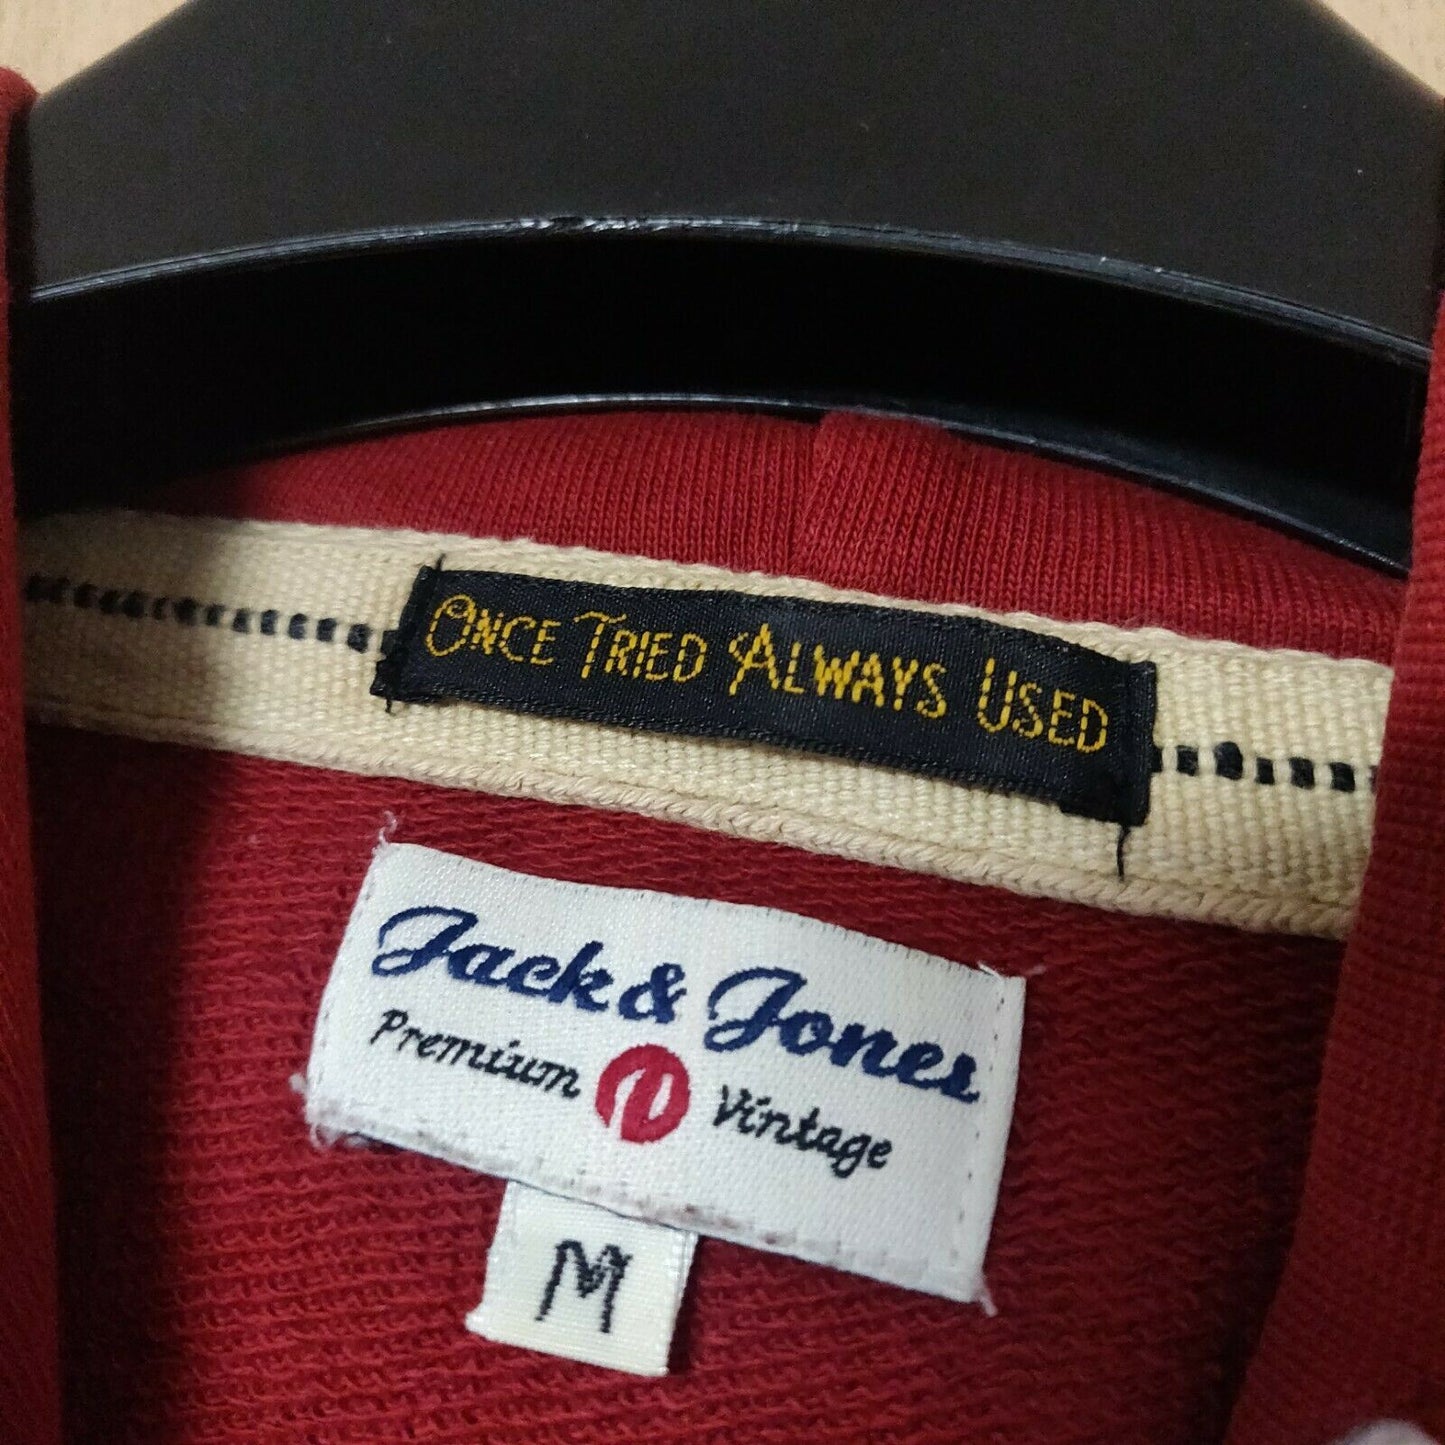 Once Tried Always Used
Jack & Jones
Premium Vintage
M